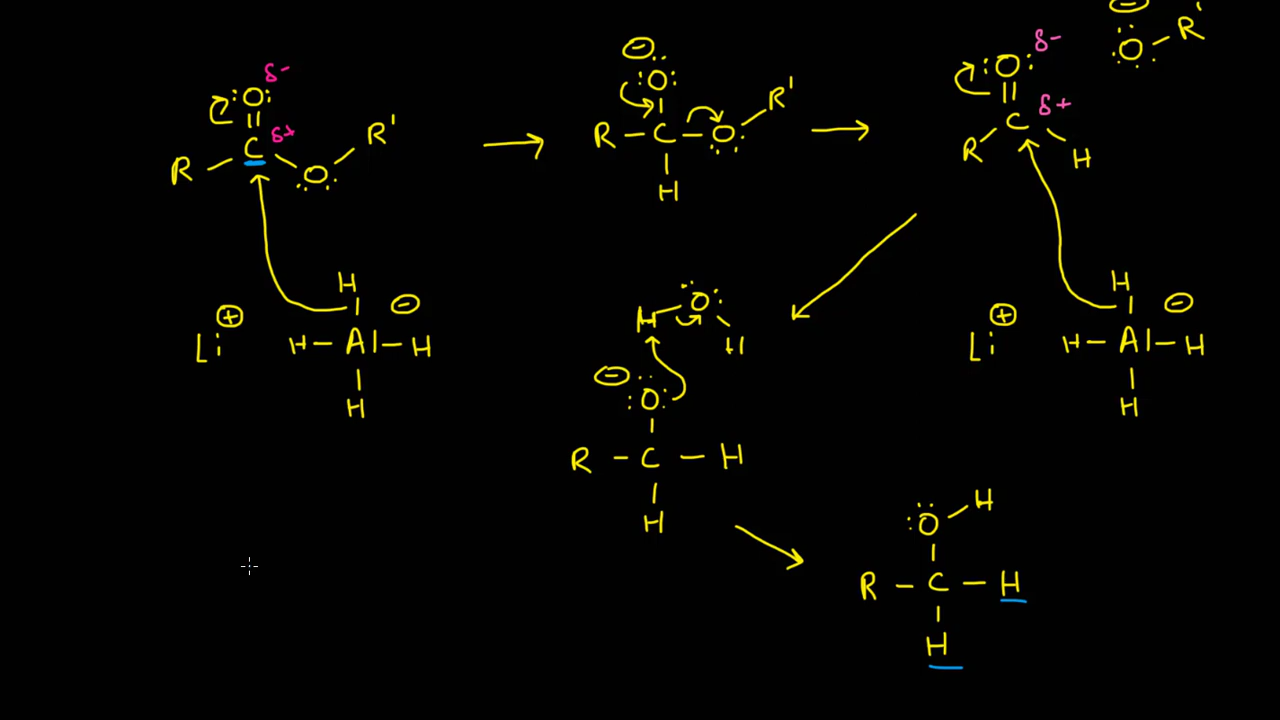 δ- :O: || C δ+ R O R'
⊖ :O: R - C - O R' H
:O: δ- || C δ+ R H
⊖ :O - R'
Li ⊕ H H - Al - H ⊖ H
H - O: H
⊖ :O: R - C - H H
Li ⊕ H H - Al - H ⊖ H
:O - H R - C - H H